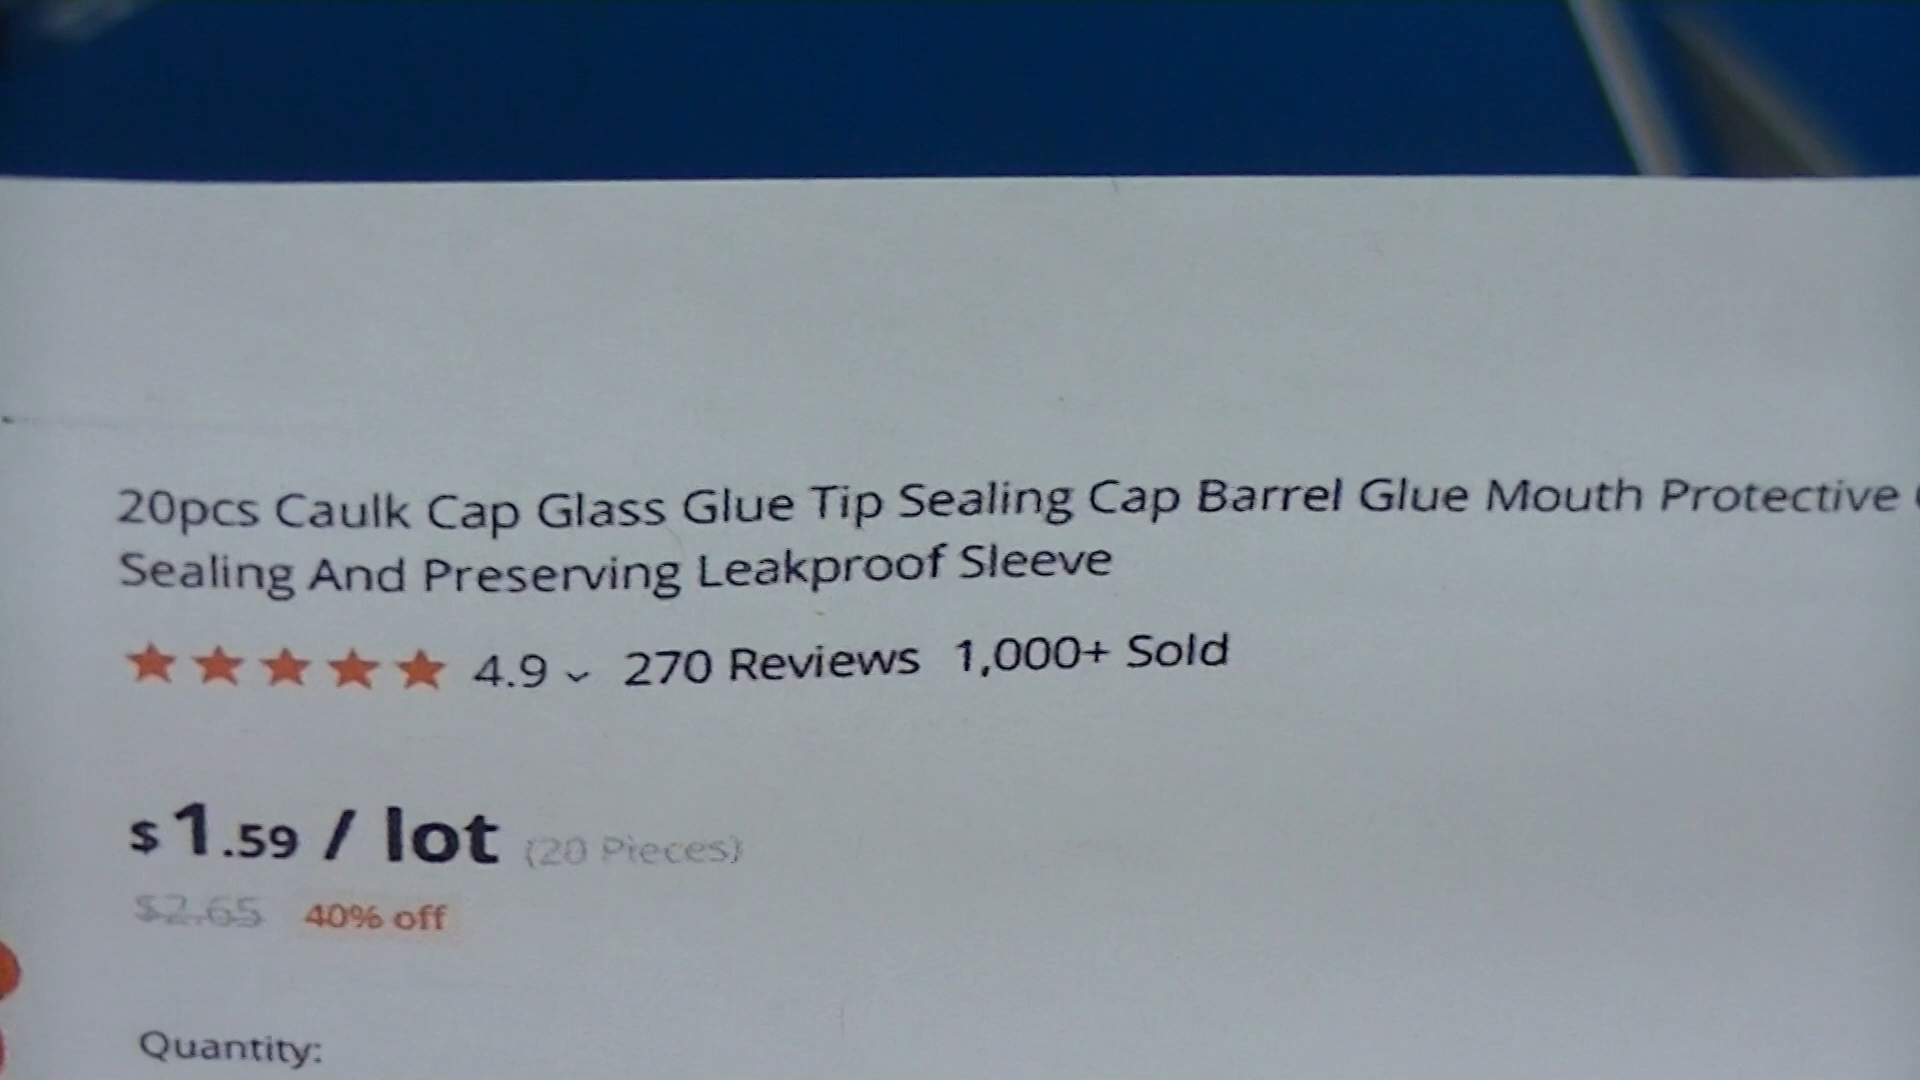 20pcs Caulk Cap Glass Glue Tip Sealing Cap Barrel Glue Mouth Protective
Sealing And Preserving Leakproof Sleeve
4.9 270 Reviews 1,000+ Sold
$1.59 / lot (20 Pieces)
$2.65 40% off
Quantity: